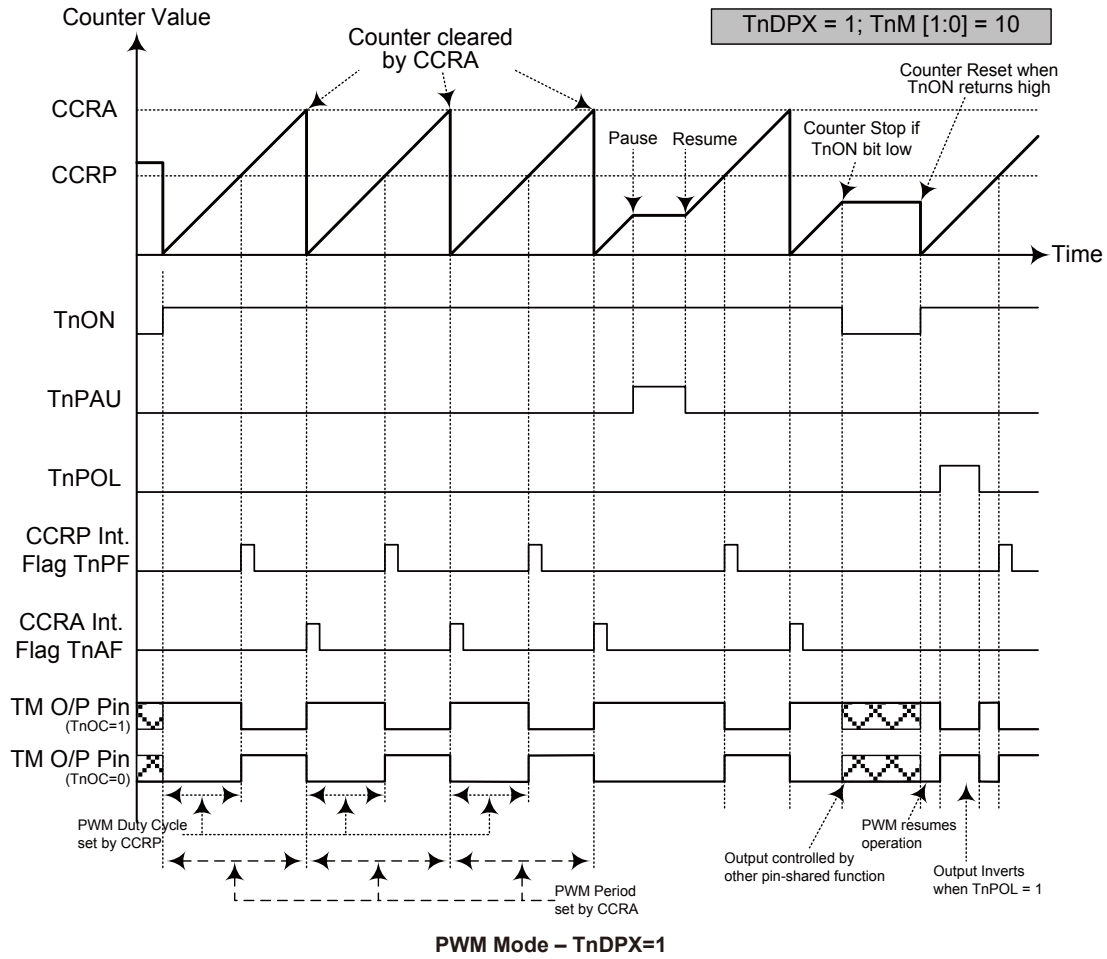 Counter Value
TnDPX = 1; TnM [1:0] = 10
Counter cleared
by CCRA
Counter Reset when
TnON returns high
CCRA
Counter Stop if
TnON bit low
Pause
Resume
CCRP
Time
TnON
TnPAU
TnPOL
CCRP Int.
Flag TnPF
CCRA Int.
Flag TnAF
TM O/P Pin
(TnOC=1)
TM O/P Pin
(TnOC=0)
PWM Duty Cycle
set by CCRP
PWM resumes
operation
Output controlled by
other pin-shared function
Output Inverts
when TnPOL = 1
PWM Period
set by CCRA
PWM Mode – TnDPX=1